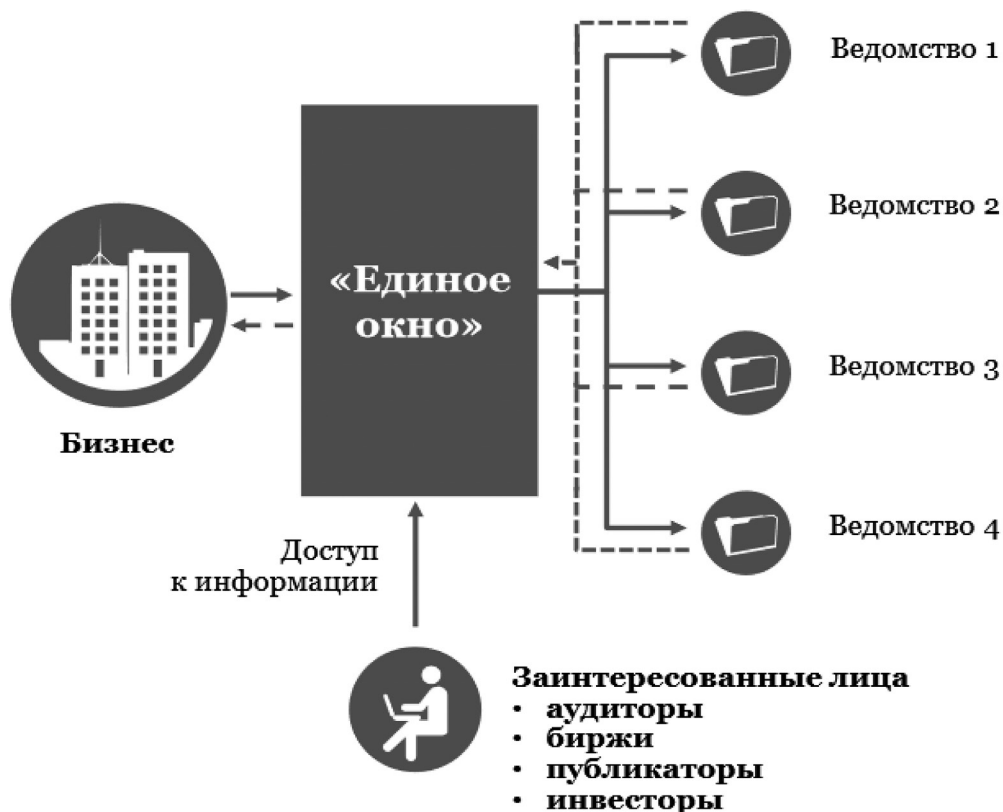 Ведомство 1
Ведомство 2
«Единое
окно»
Ведомство 3
Бизнес
Ведомство 4
Доступ
к информации
Заинтересованные лица
• аудиторы
• биржи
• публикаторы
• инвесторы